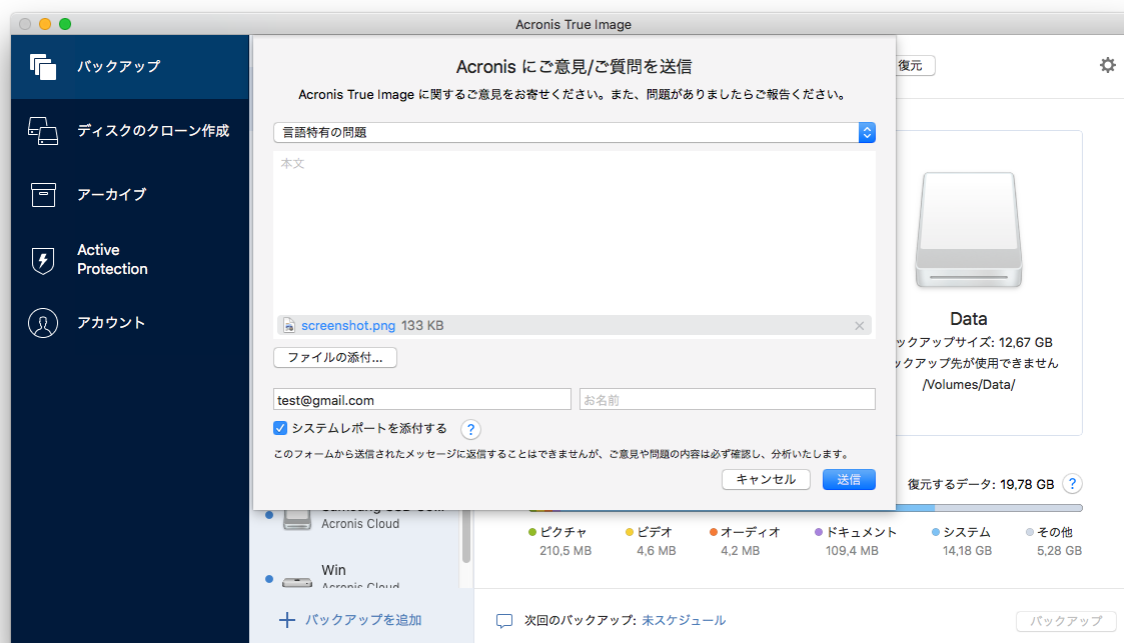 Acronis True Image
バックアップ
ディスクのクローン作成
アーカイブ
Active
Protection
アカウント
Acronis にご意見/ご質問を送信
Acronis True Image に関するご意見をお寄せください。また、問題がありましたらご報告ください。
言語特有の問題
本文
screenshot.png 133 KB
ファイルの添付...
test@gmail.com
お名前
システムレポートを添付する
?
このフォームから送信されたメッセージに返信することはできませんが、ご意見や問題の内容は必ず確認し、分析いたします。
キャンセル
送信
復元
Data
ックアップサイズ: 12,67 GB
ックアップ先が使用できません
/Volumes/Data/
復元するデータ: 19,78 GB ?
ピクチャ
210,5 MB
ビデオ
4,6 MB
オーディオ
4,2 MB
ドキュメント
109,4 MB
システム
14,18 GB
その他
5,28 GB
Acronis Cloud
Win
Acronis Cloud
バックアップを追加
次回のバックアップ: 未スケジュール
バックアップ